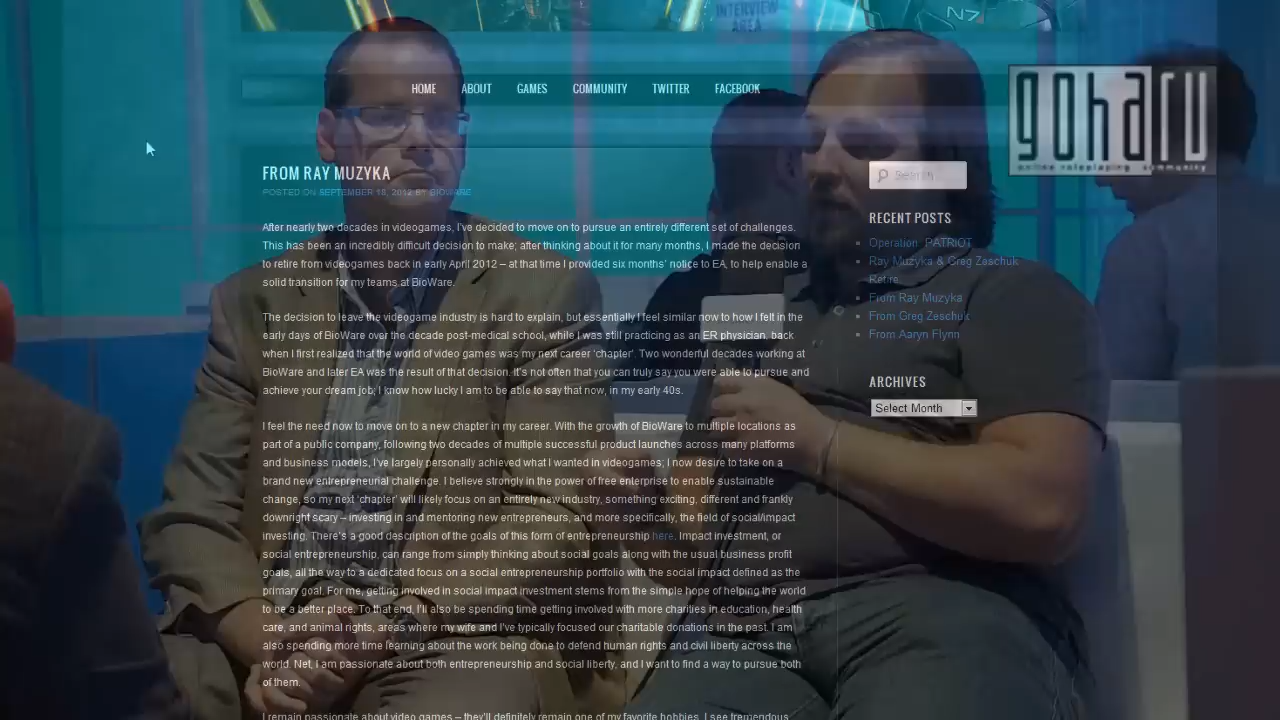 INTERVIEW
AREA
N7
HOME ABOUT GAMES COMMUNITY TWITTER FACEBOOK
goharu
online roleplaying community
FROM RAY MUZYKA
POSTED ON SEPTEMBER 18, 2012 BY BIOWARE
After nearly two decades in videogames, I've decided to move on to pursue an entirely different set of challenges.
This has been an incredibly difficult decision to make; after thinking about it for many months, I made the decision
to retire from videogames back in early April 2012 – at that time I provided six months' notice to EA, to help enable a
solid transition for my teams at BioWare.
The decision to leave the videogame industry is hard to explain, but essentially I feel similar now to how I felt in the
early days of BioWare over the decade post-medical school, while I was still practicing as an ER physician, back
when I first realized that the world of video games was my next career 'chapter'. Two wonderful decades working at
BioWare and later EA was the result of that decision. It's not often that you can truly say you were able to pursue and
achieve your dream job; I know how lucky I am to be able to say that now, in my early 40s.
I feel the need now to move on to a new chapter in my career. With the growth of BioWare to multiple locations as
part of a public company, following two decades of multiple successful product launches across many platforms
and business models, I've largely personally achieved what I wanted in videogames; I now desire to take on a
brand new entrepreneurial challenge. I believe strongly in the power of free enterprise to enable sustainable
change, so my next 'chapter' will likely focus on an entirely new industry, something exciting, different and frankly
downright scary – investing in and mentoring new entrepreneurs, and more specifically, the field of social/impact
investing. There's a good description of the goals of this form of entrepreneurship here. Impact investment, or
social entrepreneurship, can range from simply thinking about social goals along with the usual business profit
goals, all the way to a dedicated focus on a social entrepreneurship portfolio with the social impact defined as the
primary goal. For me, getting involved in social impact investment stems from the simple hope of helping the world
to be a better place. To that end, I'll also be spending time getting involved with more charities in education, health
care, and animal rights, areas where my wife and I've typically focused our charitable donations in the past. I am
also spending more time learning about the work being done to defend human rights and civil liberty across the
world. Net, I am passionate about both entrepreneurship and social liberty, and I want to find a way to pursue both
of them.
I remain passionate about video games – they'll definitely remain one of my favorite hobbies. I see tremendous
Search
RECENT POSTS
Operation: PATRIOT
Ray Muzyka & Greg Zeschuk
Retire
From Ray Muzyka
From Greg Zeschuk
From Aaryn Flynn
ARCHIVES
Select Month